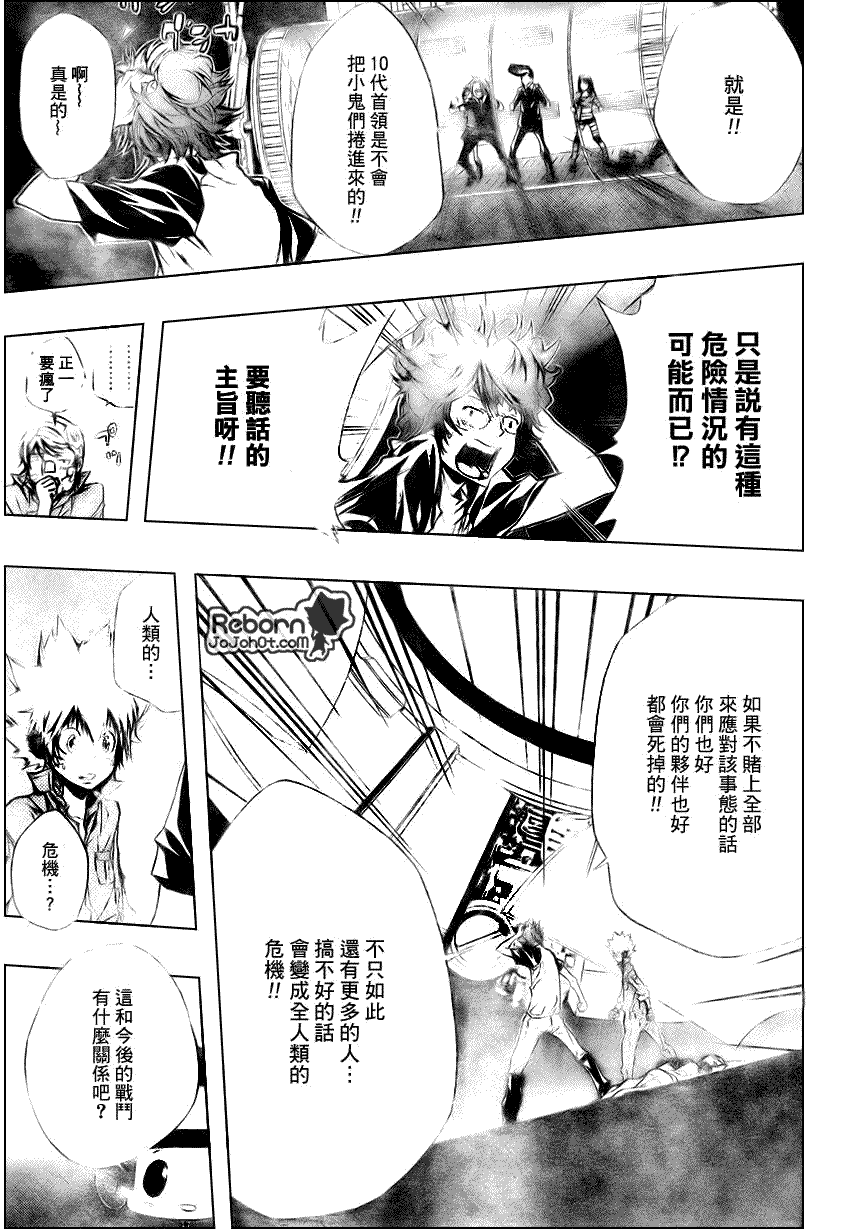 就是!!
10代首領是不會
把小鬼們捲進來的!!
啊~
真是的~
只是說有這種
危險情況的
可能而已!?
要聽話的
主旨呀!!
………
………
正一
要瘋了
如果不賭上全部
來應對該事態的話
你們也好
你們的夥伴也好
都會死掉的!!
不只如此
還有更多的人…
搞不好的話
會變成全人類的
危機!!
Reborn
JoJohOt.com
人類的…
危機…?
這和今後的戰鬥
有什麼關係吧?